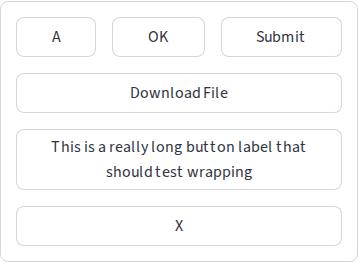 A
OK
Submit
Download File
This is a really long button label that
should test wrapping
X